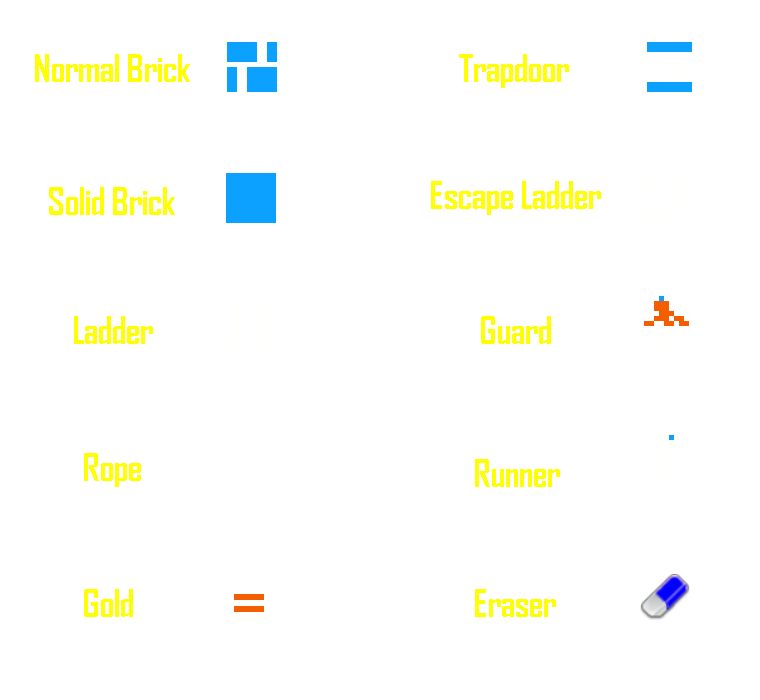 Normal Brick
Trapdoor
Solid Brick
Escape Ladder
Ladder
Guard
Rope
Runner
Gold
Eraser